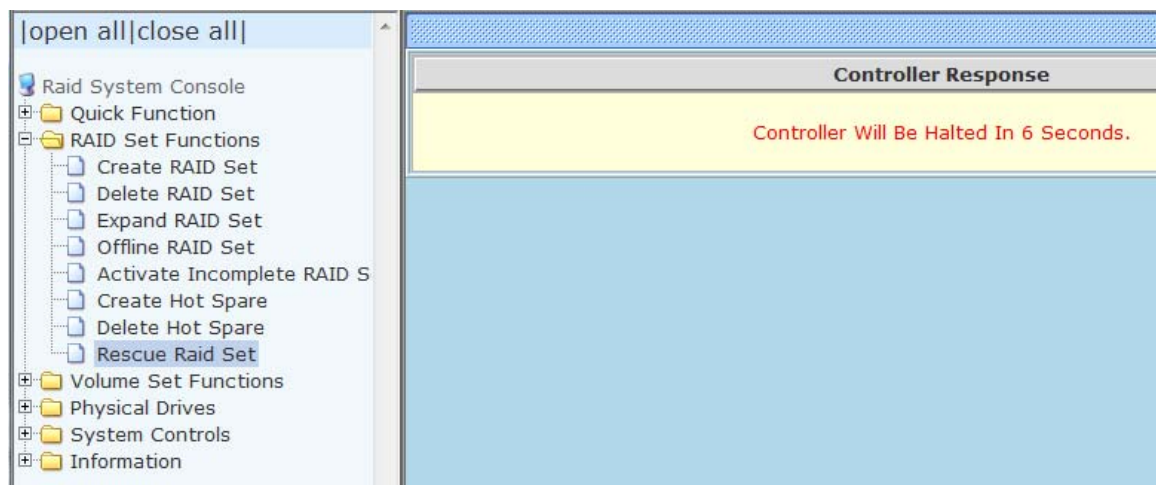 |open all|close all|
Raid System Console
Quick Function
RAID Set Functions
Create RAID Set
Delete RAID Set
Expand RAID Set
Offline RAID Set
Activate Incomplete RAID S
Create Hot Spare
Delete Hot Spare
Rescue Raid Set
Volume Set Functions
Physical Drives
System Controls
Information
Controller Response
Controller Will Be Halted In 6 Seconds.